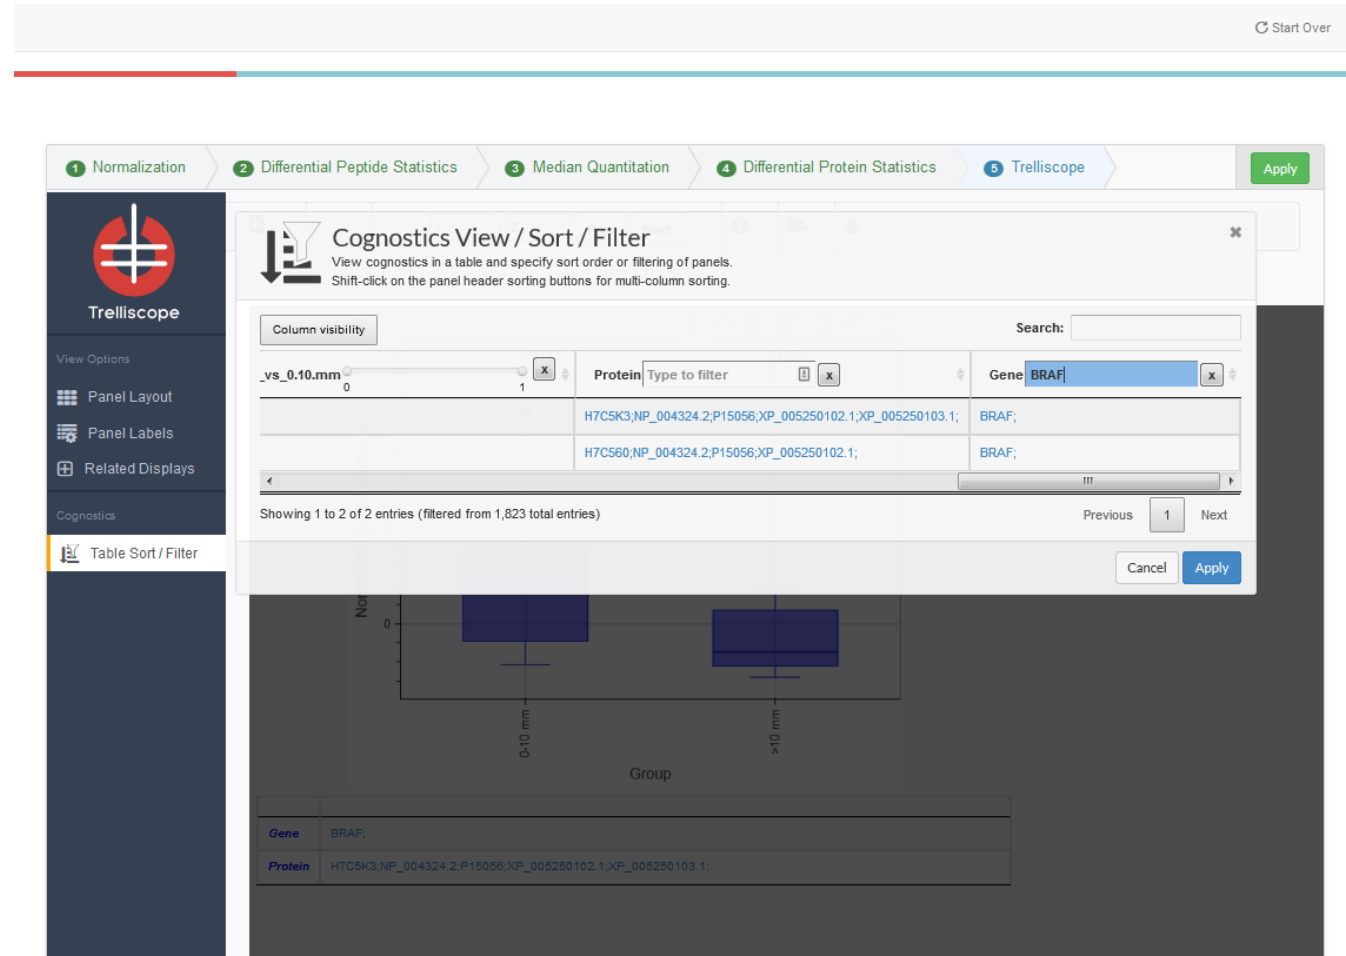 Start Over
1 Normalization
2 Differential Peptide Statistics
3 Median Quantitation
4 Differential Protein Statistics
5 Trelliscope
Apply
Trelliscope
View Options
Panel Layout
Panel Labels
Related Displays
Cognostics
Table Sort / Filter
Cognostics View / Sort / Filter
View cognostics in a table and specify sort order or filtering of panels.
Shift-click on the panel header sorting buttons for multi-column sorting.
Column visibility
Search:
_vs_0.10.mm 0 1 x
Protein Type to filter x
Gene BRAF x
H7C5K3;NP_004324.2;P15056;XP_005250102.1;XP_005250103.1; BRAF;
H7C560;NP_004324.2;P15056;XP_005250102.1; BRAF;
Showing 1 to 2 of 2 entries (filtered from 1,823 total entries)
Previous 1 Next
Cancel Apply
0
0-10 mm
>10 mm
Group
Gene BRAF;
Protein H7C5K3;NP_004324.2;P15056;XP_005250102.1;XP_005250103.1;